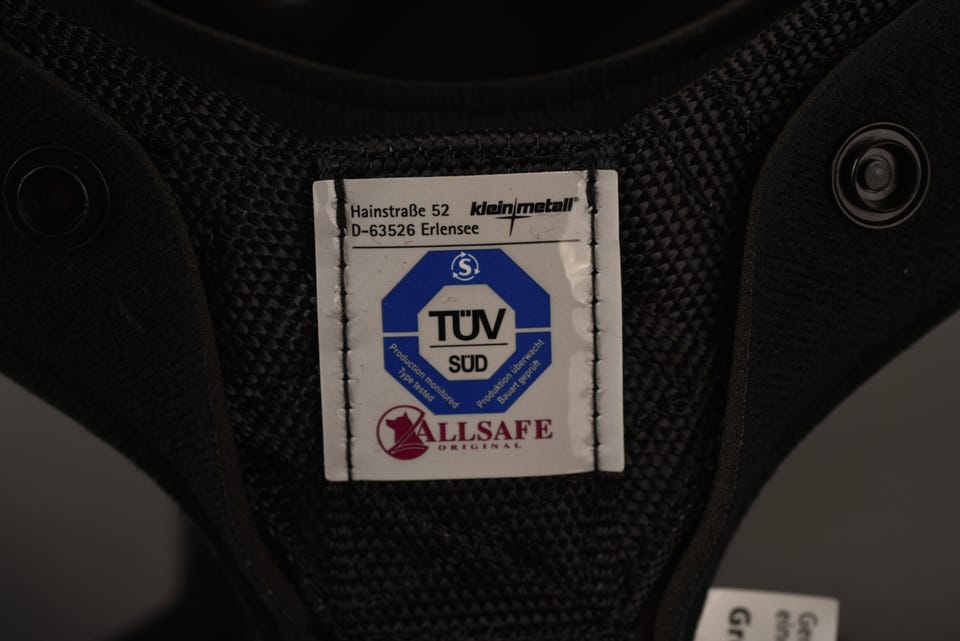 Hainstraße 52
kleinmetall®
D-63526 Erlensee
S
TÜV
SÜD
Production monitored
Type tested
Produktion überwacht
Bauart geprüft
ALLSAFE
ORIGINAL